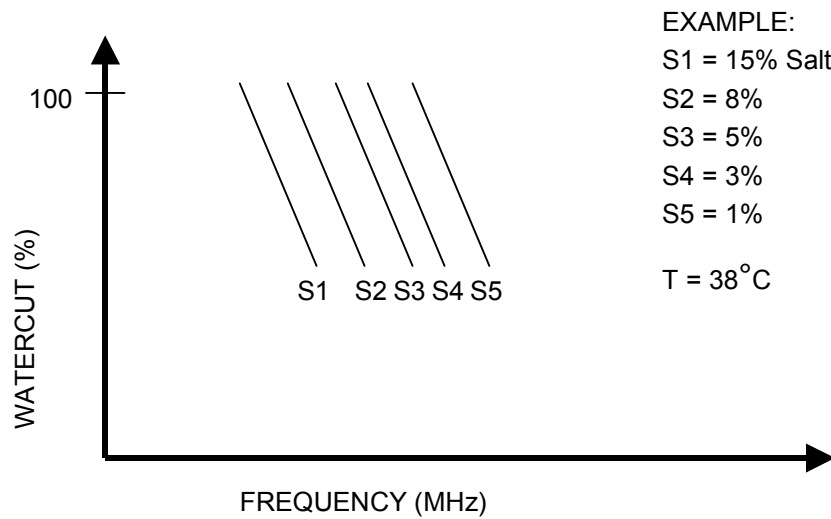 EXAMPLE:
S1 = 15% Salt
S2 = 8%
S3 = 5%
S4 = 3%
S5 = 1%
T = 38°C
100
WATERCUT (%)
S1 S2 S3 S4 S5
FREQUENCY (MHz)